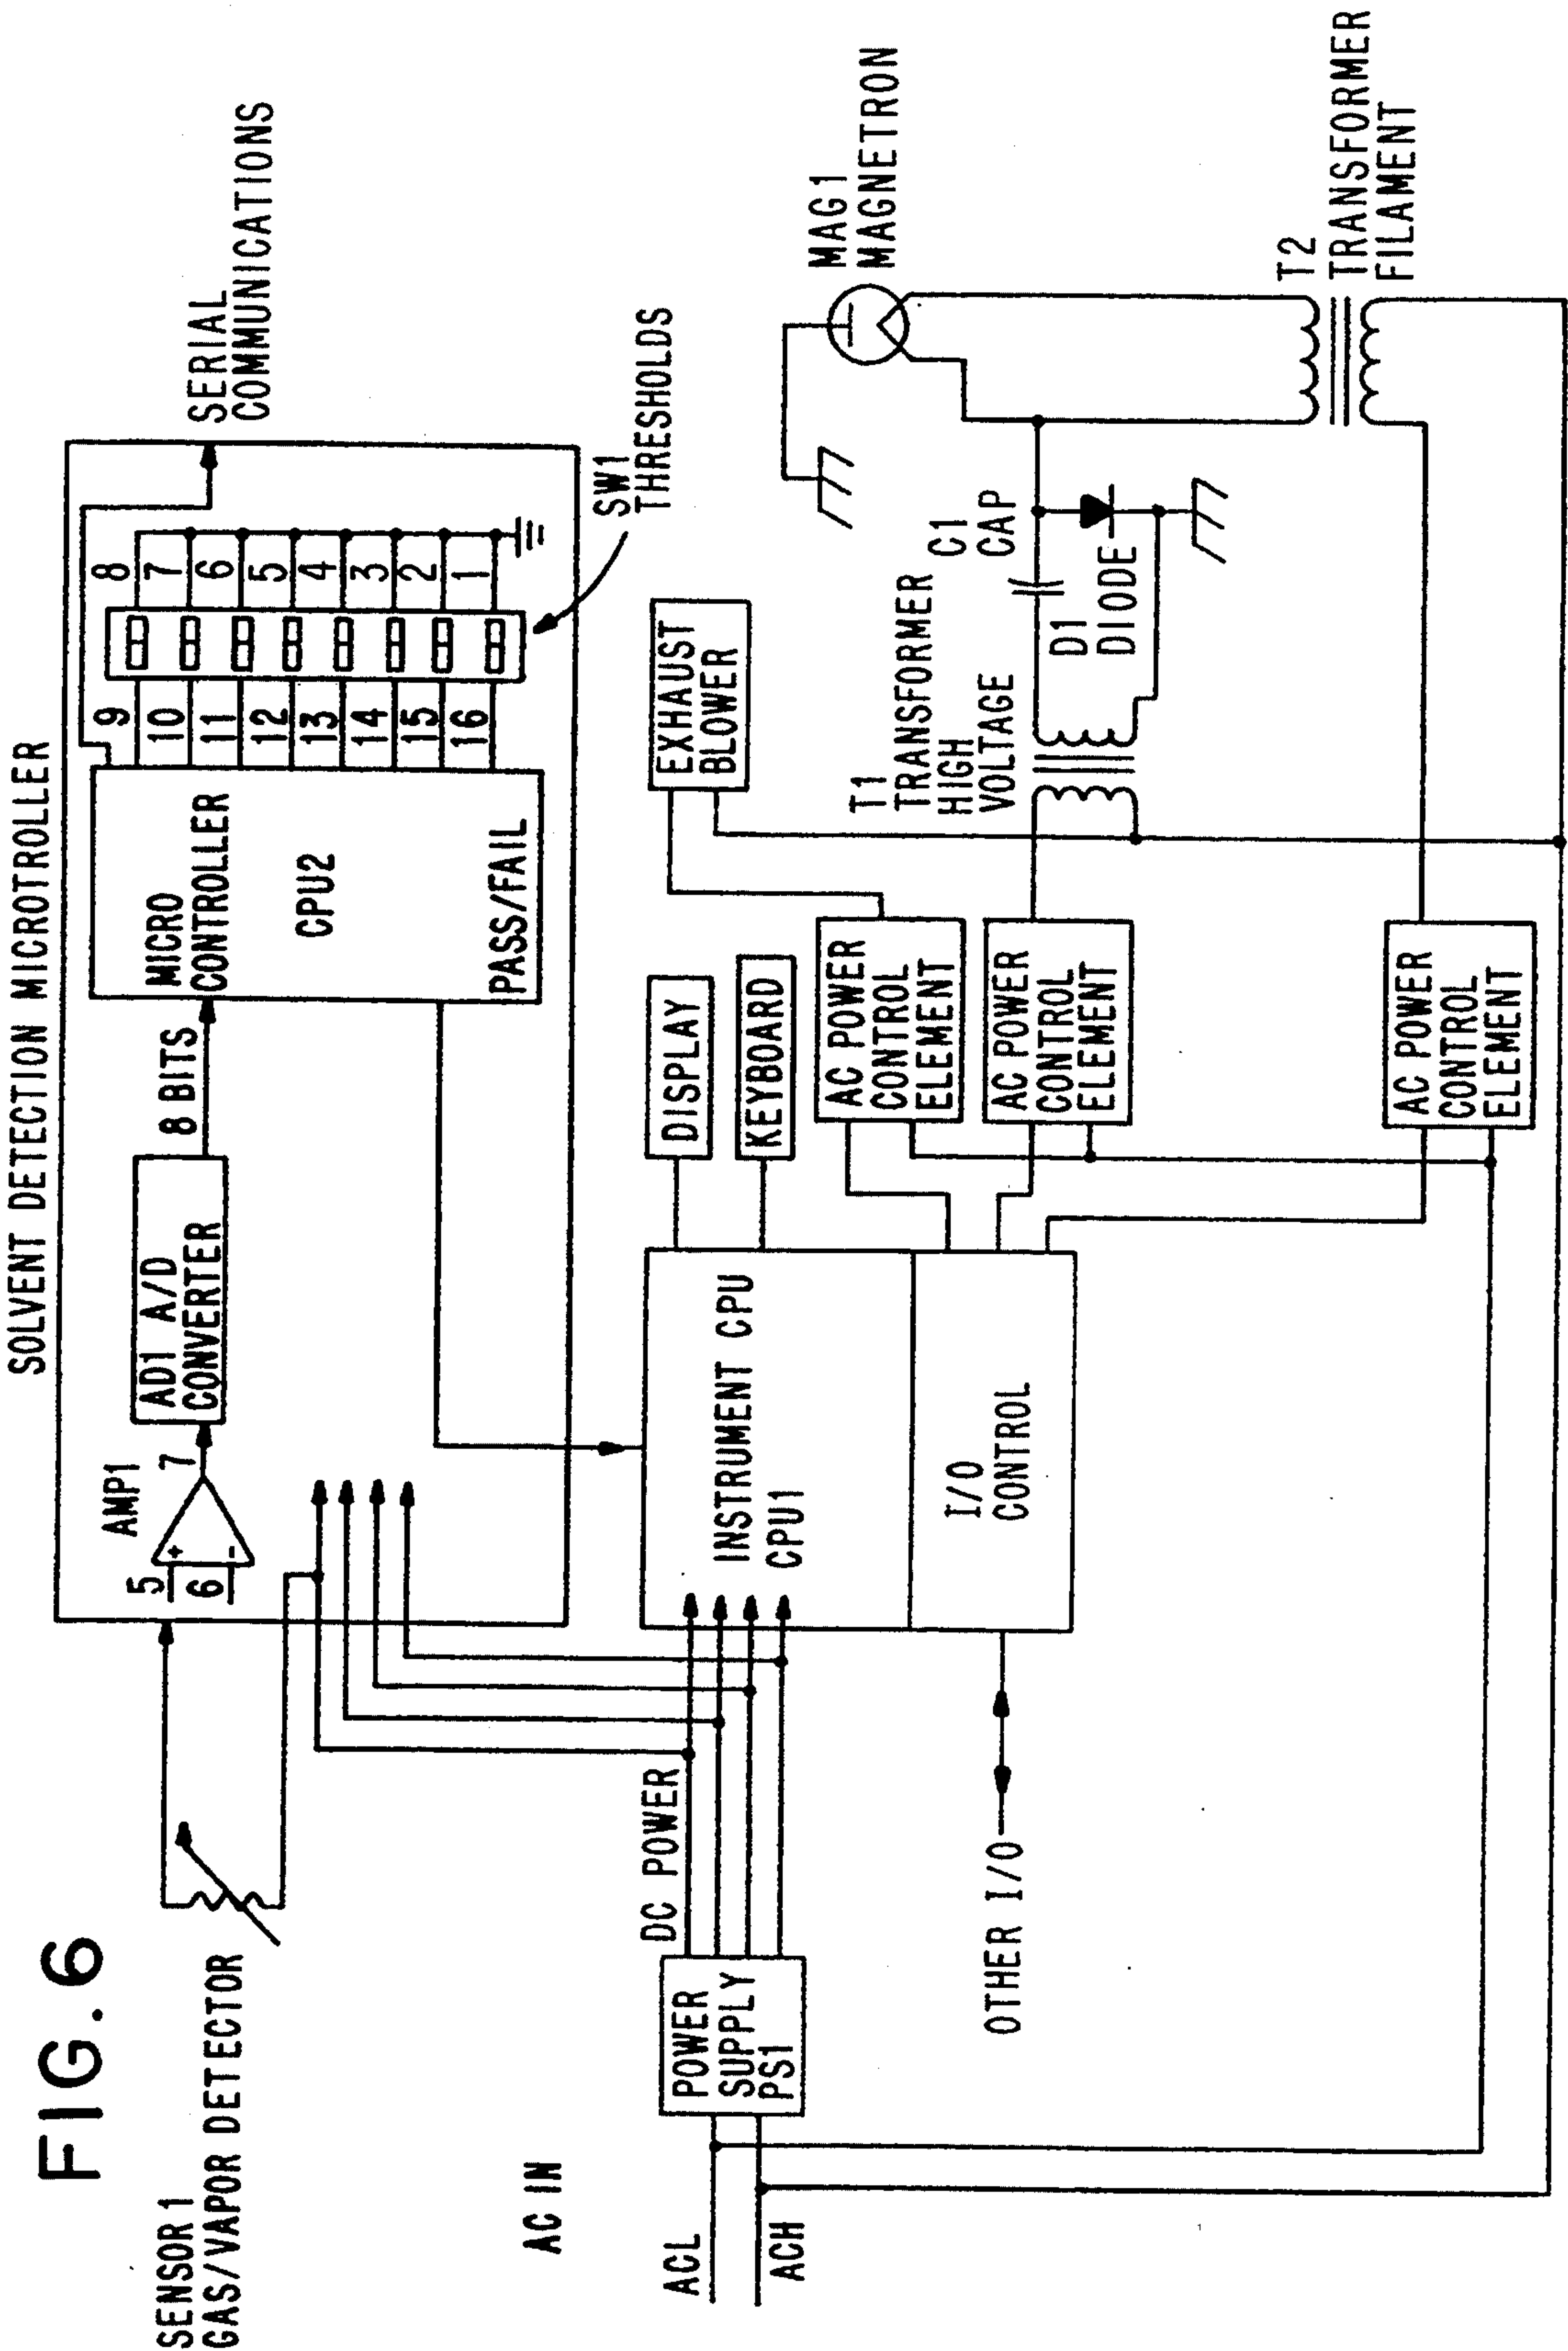 FIG. 6
SOLVENT DETECTION MICROTROLLER
SENSOR 1
GAS/VAPOR DETECTOR
AMP1
5
+
6
-
7
AD1 A/D
CONVERTER
8 BITS
MICRO
CONTROLLER
CPU2
PASS/FAIL
9
10
11
12
13
14
15
16
8
7
6
5
4
3
2
1
SERIAL
COMMUNICATIONS
SW1
THRESHOLDS
AC IN
ACL
ACH
POWER
SUPPLY
PS1
DC POWER
INSTRUMENT CPU
CPU1
I/O
CONTROL
OTHER I/O
DISPLAY
KEYBOARD
EXHAUST
BLOWER
AC POWER
CONTROL
ELEMENT
AC POWER
CONTROL
ELEMENT
AC POWER
CONTROL
ELEMENT
T1
TRANSFORMER
HIGH
VOLTAGE
C1
CAP
D1
DIODE
MAG1
MAGNETRON
T2
TRANSFORMER
FILAMENT